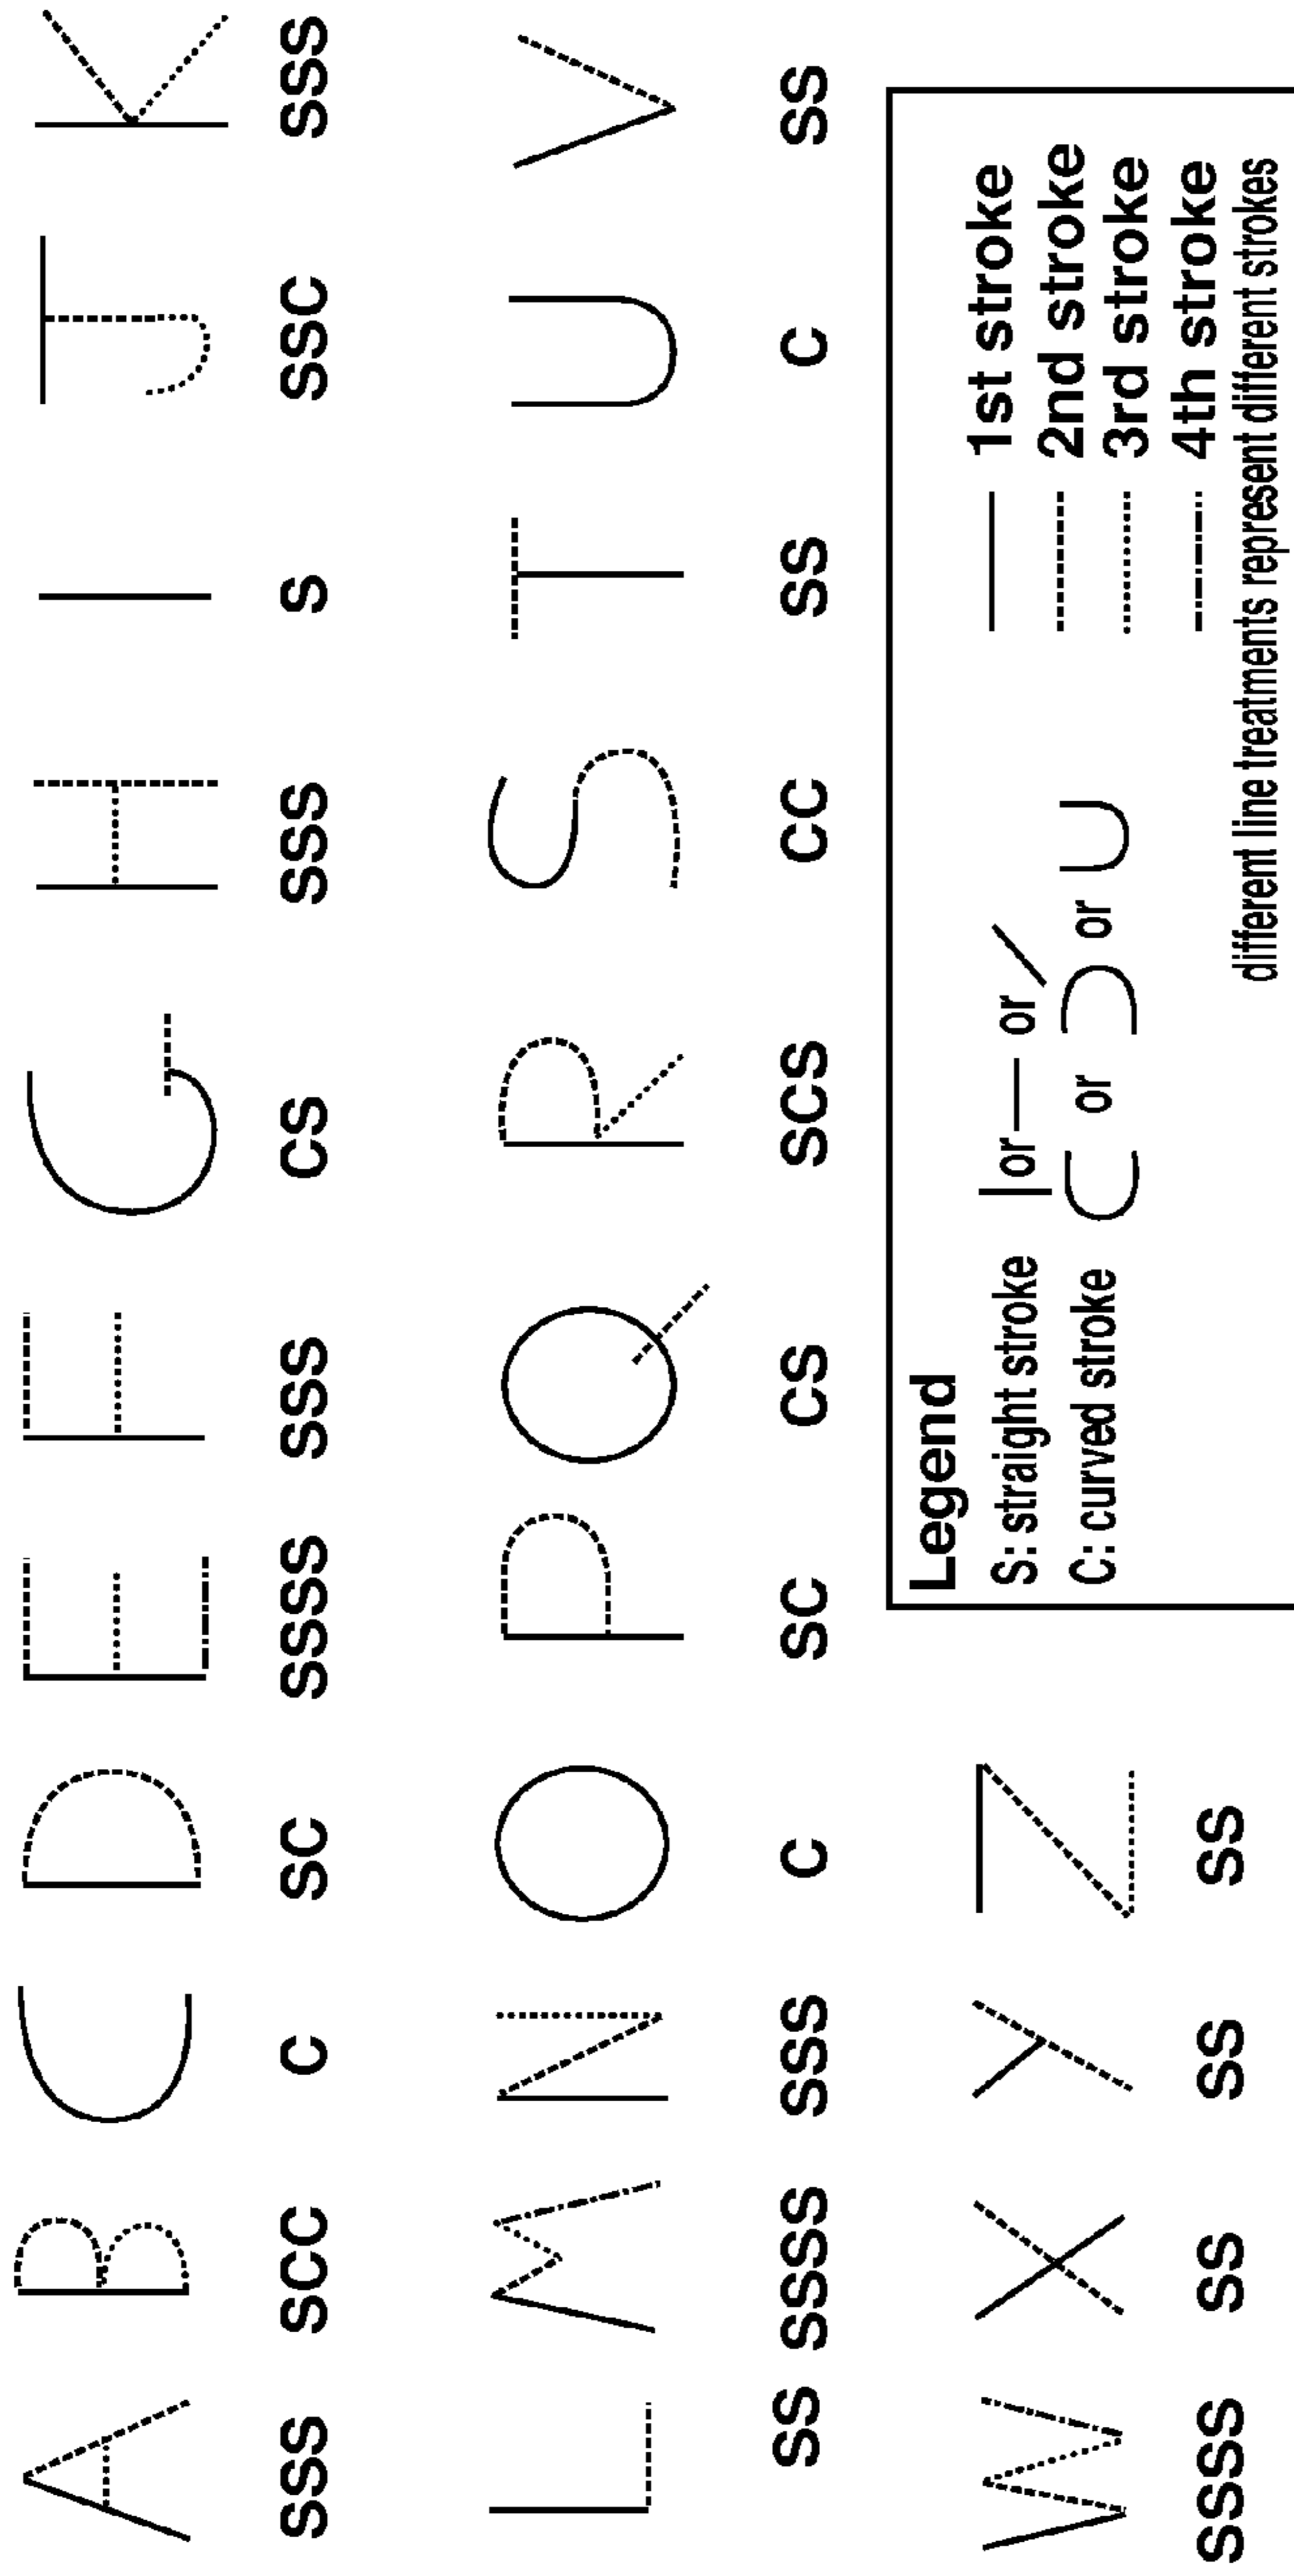 A B C D E F G H I J K
SSS SCC C SC SSSS SSS CS SSS S SSC SSS
L M N O P Q R S T U V
SS SSSS SSS C SC CS SCS CC SS C SS
W X Y Z
SSSS SS SS SS
Legend
S: straight stroke | or — or /
C: curved stroke C or Ɔ or U
1st stroke
2nd stroke
3rd stroke
4th stroke
different line treatments represent different strokes